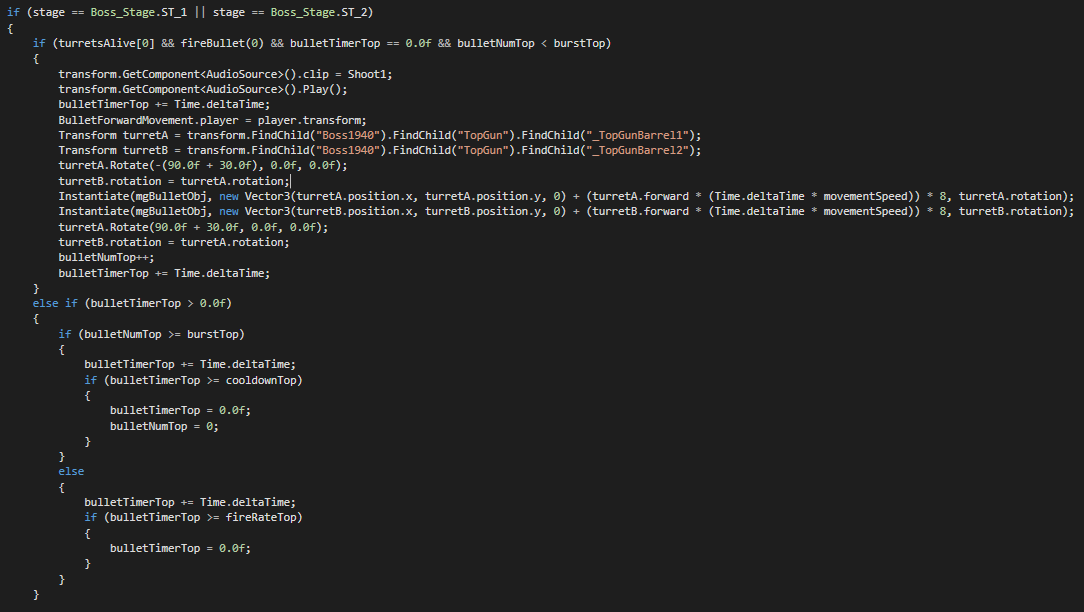 if (stage == Boss_Stage.ST_1 || stage == Boss_Stage.ST_2)
{
    if (turretsAlive[0] && fireBullet(0) && bulletTimerTop == 0.0f && bulletNumTop < burstTop)
    {
        transform.GetComponent<AudioSource>().clip = Shoot1;
        transform.GetComponent<AudioSource>().Play();
        bulletTimerTop += Time.deltaTime;
        BulletForwardMovement.player = player.transform;
        Transform turretA = transform.FindChild("Boss1940").FindChild("TopGun").FindChild("_TopGunBarrel1");
        Transform turretB = transform.FindChild("Boss1940").FindChild("TopGun").FindChild("_TopGunBarrel2");
        turretA.Rotate(-(90.0f + 30.0f), 0.0f, 0.0f);
        turretB.rotation = turretA.rotation;
        Instantiate(mgBulletObj, new Vector3(turretA.position.x, turretA.position.y, 0) + (turretA.forward * (Time.deltaTime * movementSpeed)) * 8, turretA.rotation);
        Instantiate(mgBulletObj, new Vector3(turretB.position.x, turretB.position.y, 0) + (turretB.forward * (Time.deltaTime * movementSpeed)) * 8, turretB.rotation);
        turretA.Rotate(90.0f + 30.0f, 0.0f, 0.0f);
        turretB.rotation = turretA.rotation;
        bulletNumTop++;
        bulletTimerTop += Time.deltaTime;
    }
    else if (bulletTimerTop > 0.0f)
    {
        if (bulletNumTop >= burstTop)
        {
            bulletTimerTop += Time.deltaTime;
            if (bulletTimerTop >= cooldownTop)
            {
                bulletTimerTop = 0.0f;
                bulletNumTop = 0;
            }
        }
        else
        {
            bulletTimerTop += Time.deltaTime;
            if (bulletTimerTop >= fireRateTop)
            {
                bulletTimerTop = 0.0f;
            }
        }
    }